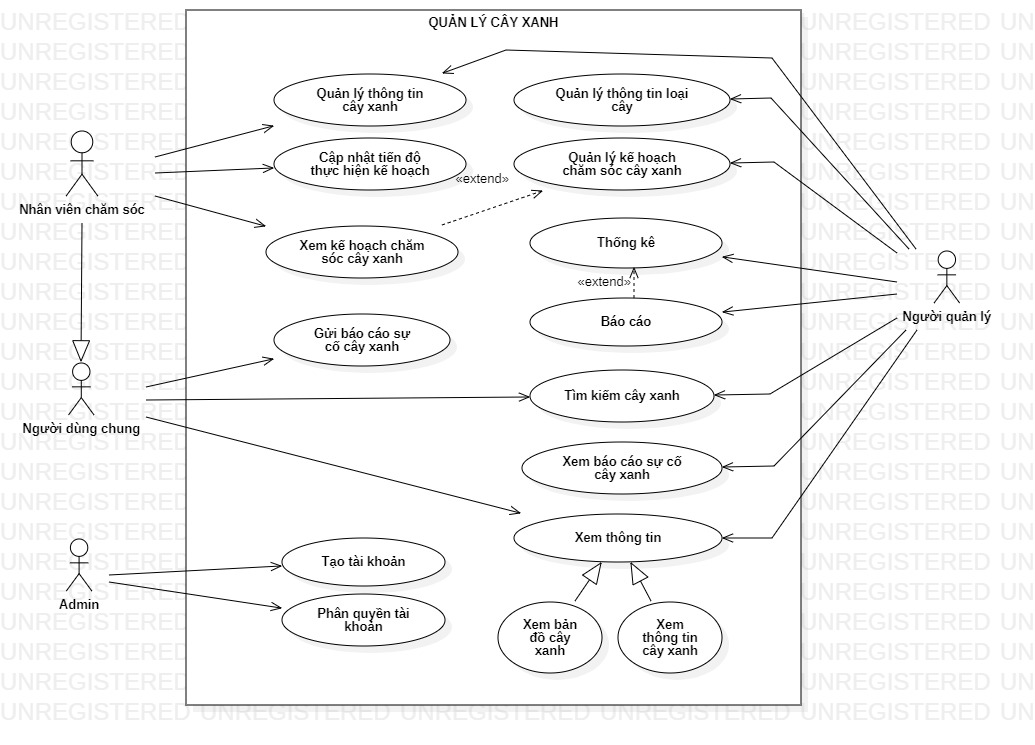 QUẢN LÝ CÂY XANH
Quản lý thông tin
cây xanh
Quản lý thông tin loại
cây
Cập nhật tiến độ
thực hiện kế hoạch
Quản lý kế hoạch
chăm sóc cây xanh
«extend»
Nhân viên chăm sóc
Xem kế hoạch chăm
sóc cây xanh
Thống kê
«extend»
Người quản lý
Báo cáo
Gửi báo cáo sự
cố cây xanh
Tìm kiếm cây xanh
Người dùng chung
Xem báo cáo sự cố
cây xanh
Xem thông tin
Tạo tài khoản
Admin
Phân quyền tài
khoản
Xem bản
đồ cây
xanh
Xem
thông tin
cây xanh
UNREGISTERED